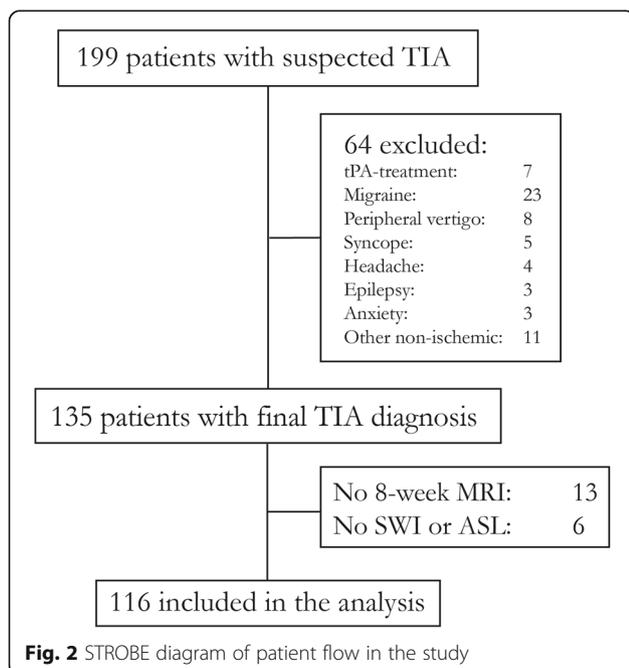 199 patients with suspected TIA
64 excluded:
tPA-treatment: 7
Migraine: 23
Peripheral vertigo: 8
Syncope: 5
Headache: 4
Epilepsy: 3
Anxiety: 3
Other non-ischemic: 11
135 patients with final TIA diagnosis
No 8-week MRI: 13
No SWI or ASL: 6
116 included in the analysis
Fig. 2 STROBE diagram of patient flow in the study